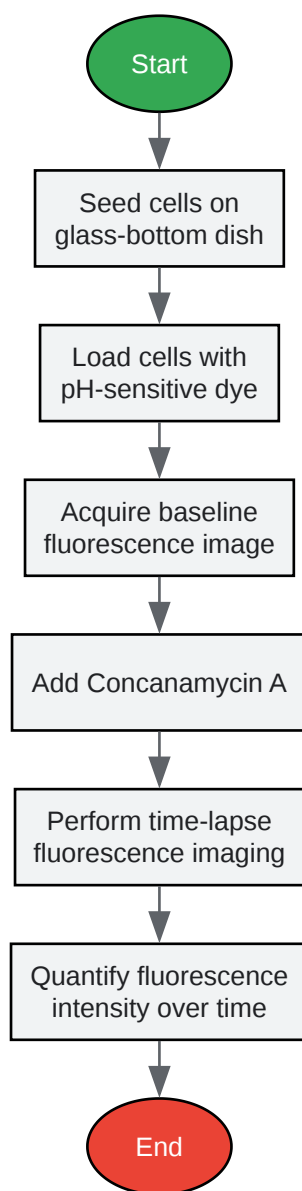 Start
Seed cells on
glass-bottom dish
Load cells with
pH-sensitive dye
Acquire baseline
fluorescence image
Add Concanamycin A
Perform time-lapse
fluorescence imaging
Quantify fluorescence
intensity over time
End